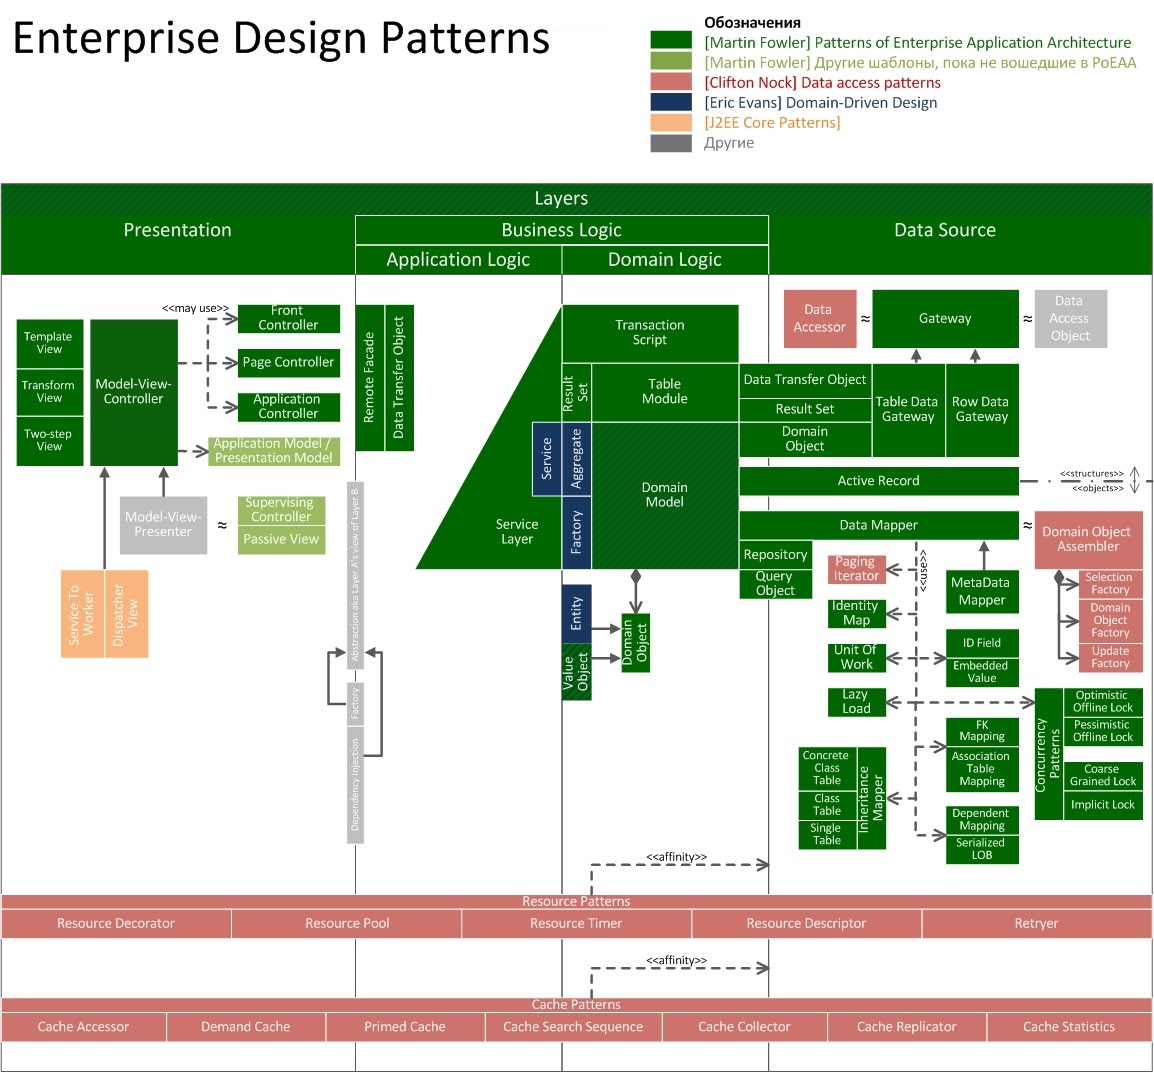 Enterprise Design Patterns
Обозначения
[Martin Fowler] Patterns of Enterprise Application Architecture
[Martin Fowler] Другие шаблоны, пока не вошедшие в PoEAA
[Clifton Nock] Data access patterns
[Eric Evans] Domain-Driven Design
[J2EE Core Patterns]
Другие
Layers
Presentation
Business Logic
Data Source
Application Logic
Domain Logic
Template
View
Transform
View
Two-step
View
Model-View-
Controller
<<may use>>
Front
Controller
Page Controller
Application
Controller
Application Model /
Presentation Model
Model-View-
Presenter
≈
Supervising
Controller
Passive View
Service To
Worker
Dispatcher
View
Remote Facade
Data Transfer Object
Abstraction aka Layer A's view of Layer B
Factory
Dependency Injection
Service
Layer
Transaction
Script
Result
Set
Table
Module
Service
Aggregate
Factory
Domain
Model
Entity
Value
Object
Domain
Object
Data
Accessor
≈
Gateway
≈
Data
Access
Object
Data Transfer Object
Result Set
Domain
Object
Table Data
Gateway
Row Data
Gateway
Active Record
<<structures>>
<<objects>>
Data Mapper
≈
Domain Object
Assembler
Repository
Query
Object
<<use>>
Paging
Iterator
Identity
Map
Unit Of
Work
Lazy
Load
MetaData
Mapper
ID Field
Embedded
Value
Selection
Factory
Domain
Object
Factory
Update
Factory
FK
Mapping
Association
Table
Mapping
Concurrency
Patterns
Optimistic
Offline Lock
Pessimistic
Offline Lock
Coarse
Grained Lock
Implicit Lock
Concrete
Class
Table
Class
Table
Single
Table
Inheritance
Mapper
Dependent
Mapping
Serialized
LOB
<<affinity>>
Resource Patterns
Resource Decorator
Resource Pool
Resource Timer
Resource Descriptor
Retryer
<<affinity>>
Cache Patterns
Cache Accessor
Demand Cache
Primed Cache
Cache Search Sequence
Cache Collector
Cache Replicator
Cache Statistics